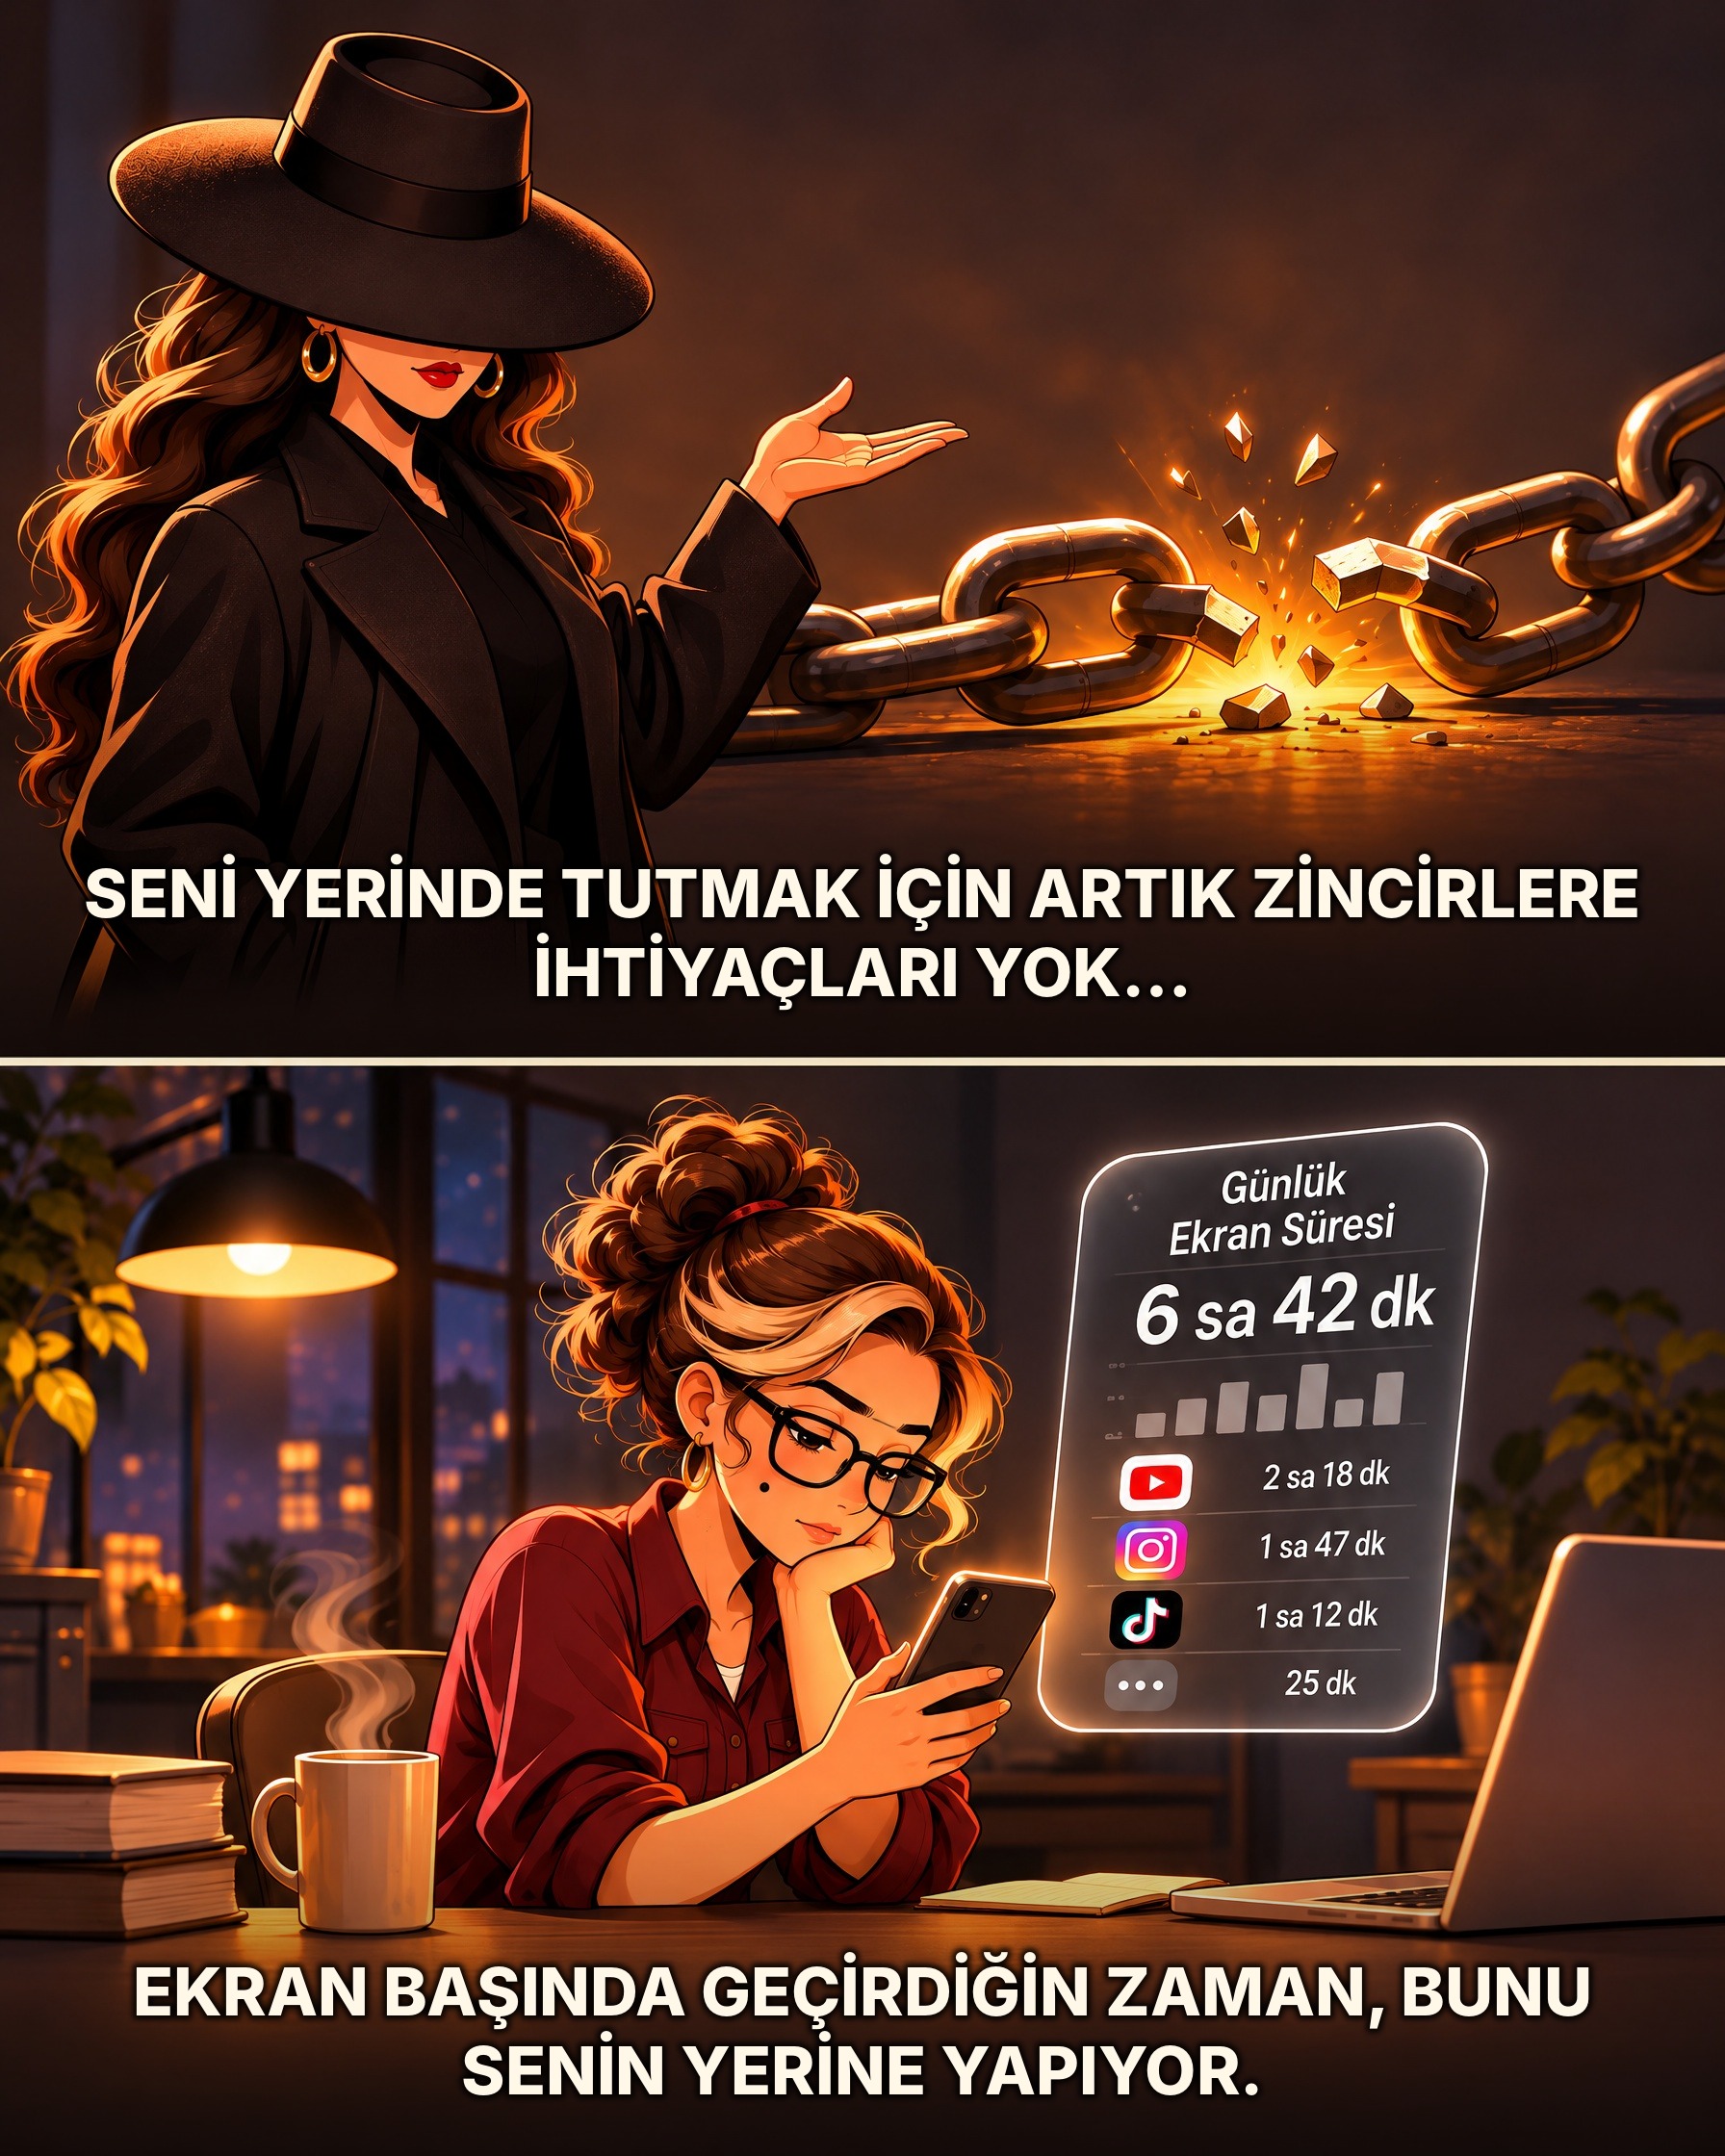 SENİ YERİNDE TUTMAK İÇİN ARTIK ZİNCİRLERE
İHTİYAÇLARI YOK...
Günlük
Ekran Süresi
6 sa 42 dk
2 sa 18 dk
1 sa 47 dk
1 sa 12 dk
25 dk
EKRAN BAŞINDA GEÇİRDİĞİN ZAMAN, BUNU
SENİN YERİNE YAPIYOR.